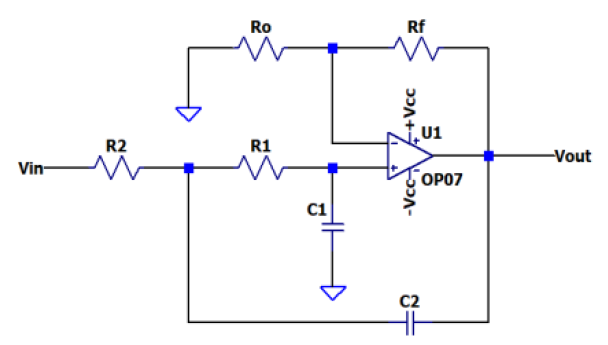 Ro
Rf
+Vcc
U1
R2
R1
Vin
Vout
OP07
-Vcc
C1
C2